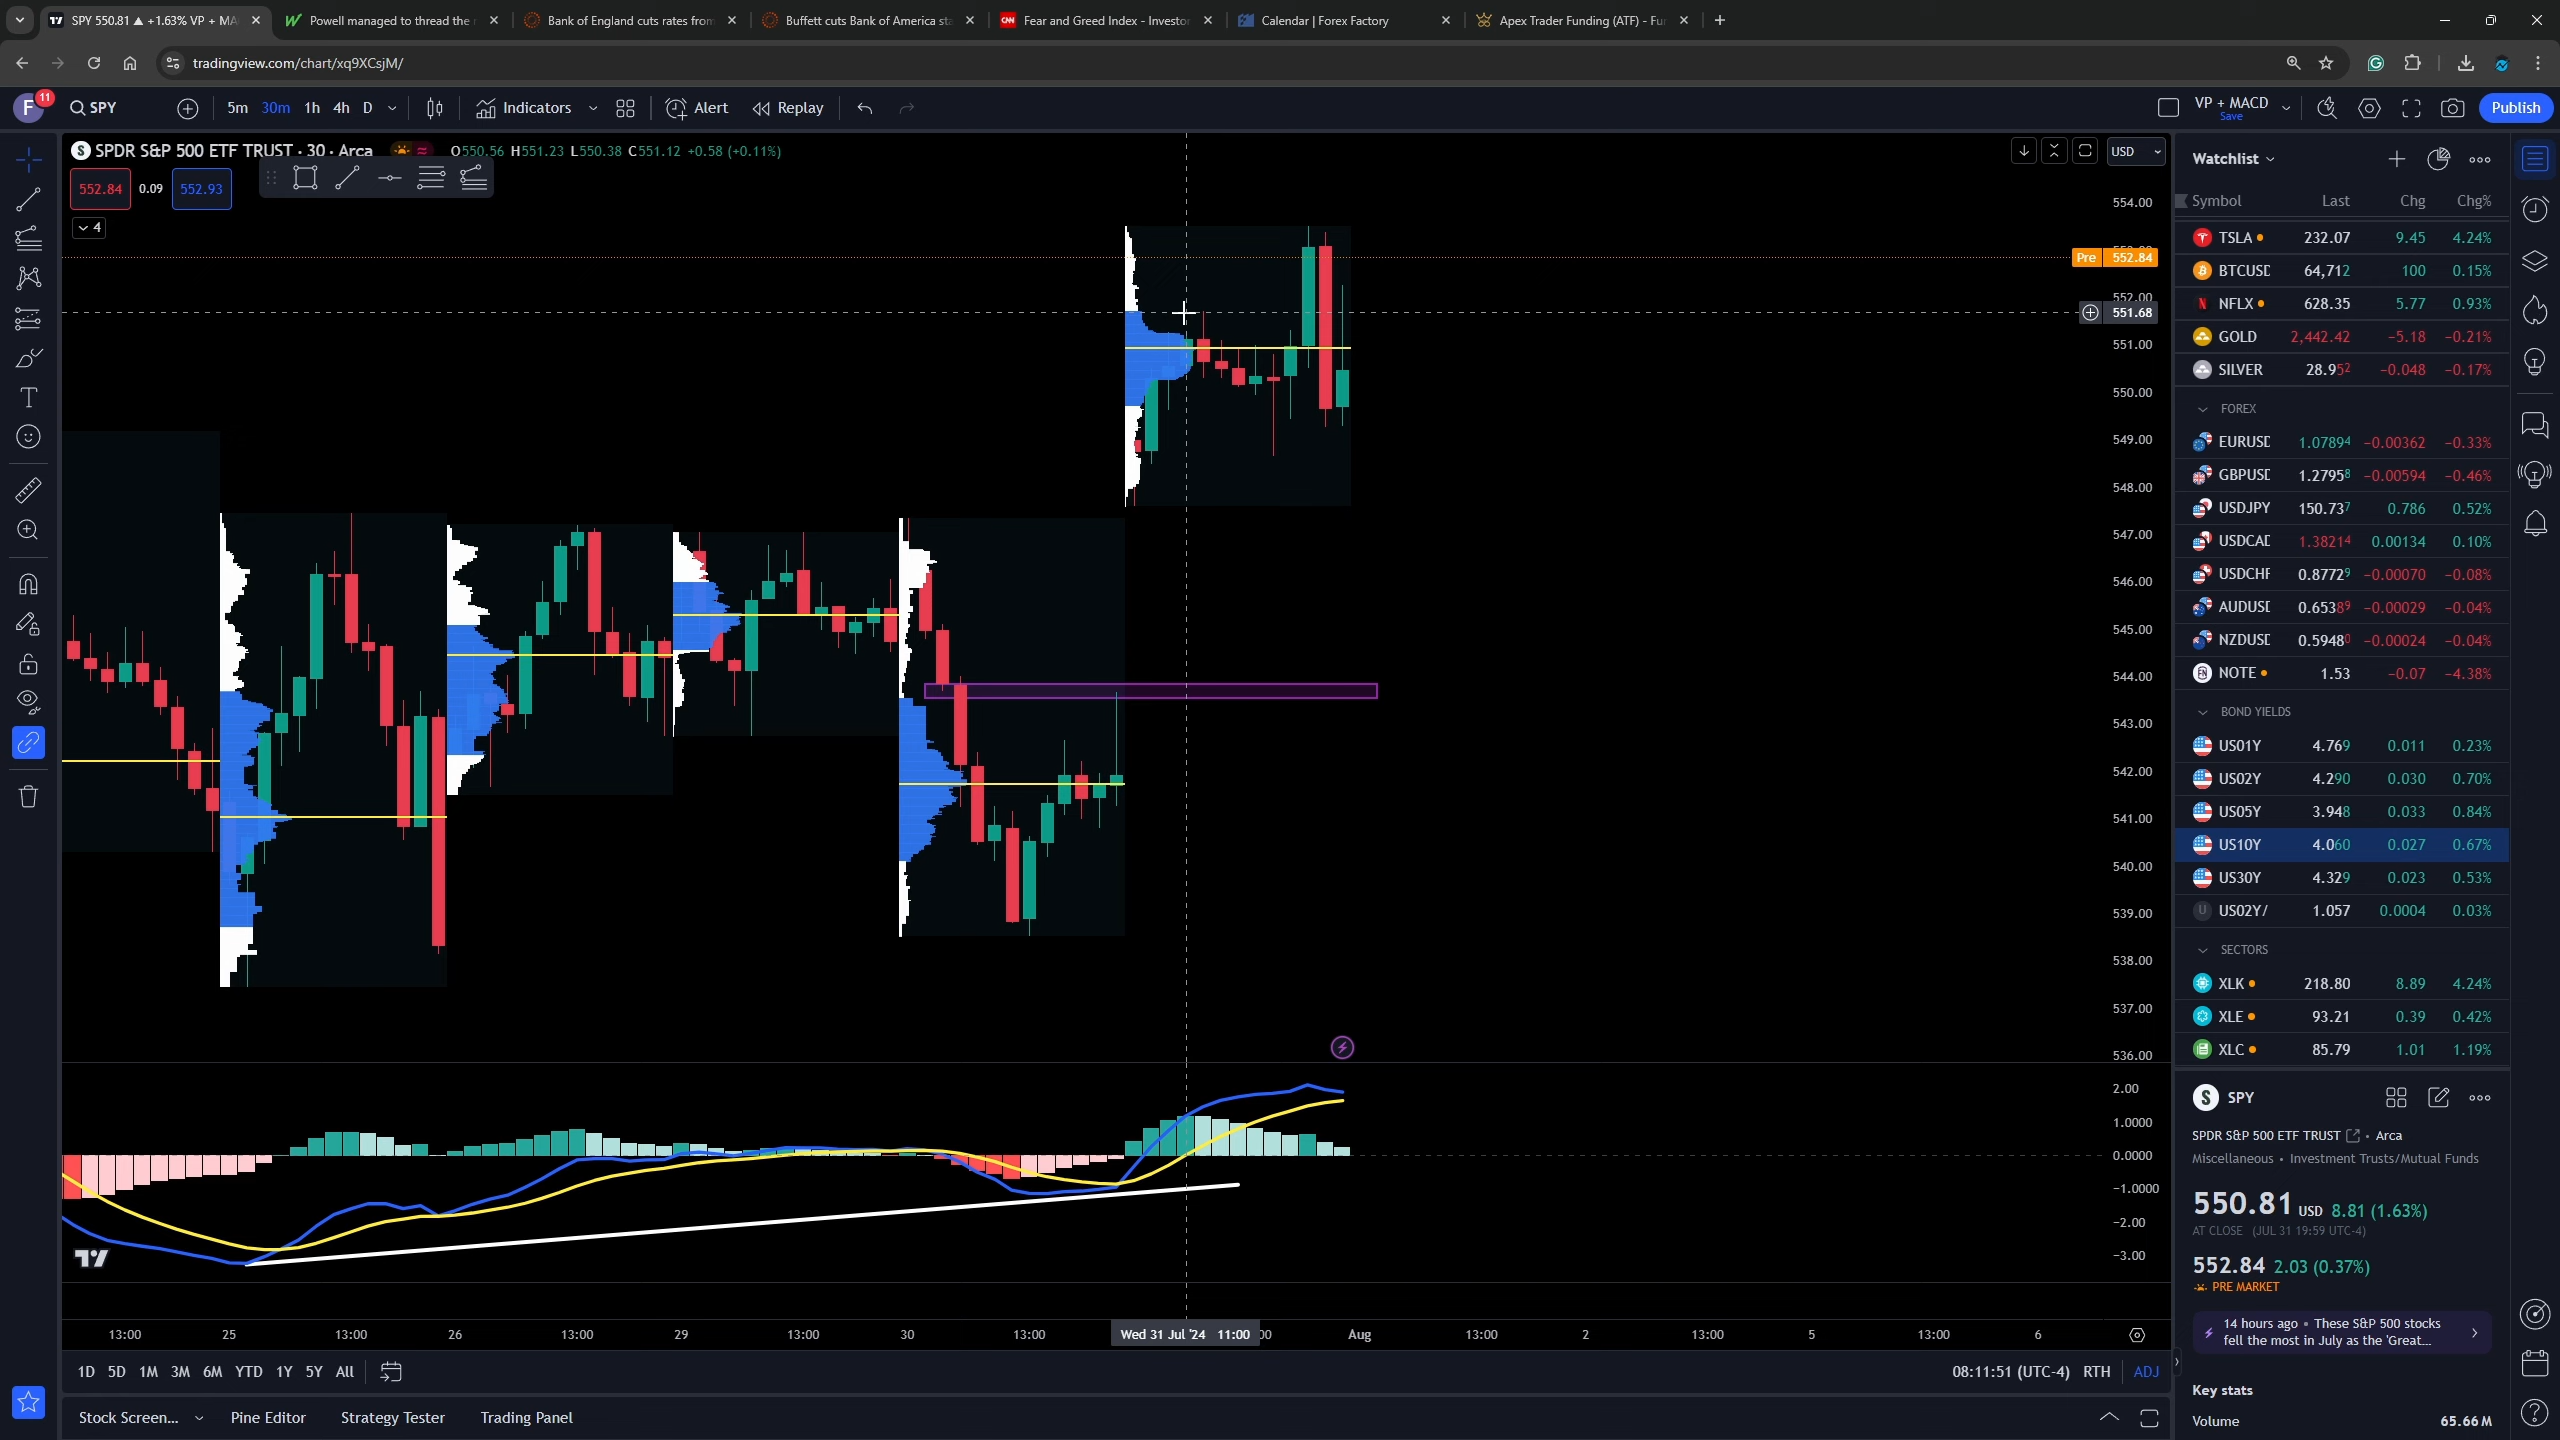 SPY 550.81 ▲ +1.63% VP + MA
Powell managed to thread the
Bank of England cuts rates from
Buffett cuts Bank of America sta
Fear and Greed Index - Investor
Calendar | Forex Factory
Apex Trader Funding (ATF) - Fu
tradingview.com/chart/xq9XCsjM/
F 11 SPY 5m 30m 1h 4h D Indicators Alert Replay VP + MACD Save Publish
SPDR S&P 500 ETF TRUST · 30 · Arca O550.56 H551.23 L550.38 C551.12 +0.58 (+0.11%)
USD
552.84 0.09 552.93
4
554.00
Pre 552.84
552.00
551.68
551.00
550.00
549.00
548.00
547.00
546.00
545.00
544.00
543.00
542.00
541.00
540.00
539.00
538.00
537.00
536.00
2.00
1.0000
0.0000
-1.0000
-2.00
-3.00
13:00 25 13:00 26 13:00 29 13:00 30 13:00 Wed 31 Jul '24 11:00 00 Aug 13:00 2 13:00 5 13:00 6
1D 5D 1M 3M 6M YTD 1Y 5Y All
08:11:51 (UTC-4) RTH ADJ
Stock Screen... Pine Editor Strategy Tester Trading Panel
Watchlist
Symbol Last Chg Chg%
TSLA 232.07 9.45 4.24%
BTCUSD 64,712 100 0.15%
NFLX 628.35 5.77 0.93%
GOLD 2,442.42 -5.18 -0.21%
SILVER 28.952 -0.048 -0.17%
FOREX
EURUSD 1.07894 -0.00362 -0.33%
GBPUSD 1.27958 -0.00594 -0.46%
USDJPY 150.737 0.786 0.52%
USDCAD 1.38214 0.00134 0.10%
USDCHF 0.87729 -0.00070 -0.08%
AUDUSD 0.65389 -0.00029 -0.04%
NZDUSD 0.59480 -0.00024 -0.04%
NOTE 1.53 -0.07 -4.38%
BOND YIELDS
US01Y 4.769 0.011 0.23%
US02Y 4.290 0.030 0.70%
US05Y 3.948 0.033 0.84%
US10Y 4.060 0.027 0.67%
US30Y 4.329 0.023 0.53%
US02Y/ 1.057 0.0004 0.03%
SECTORS
XLK 218.80 8.89 4.24%
XLE 93.21 0.39 0.42%
XLC 85.79 1.01 1.19%
SPY
SPDR S&P 500 ETF TRUST • Arca
Miscellaneous • Investment Trusts/Mutual Funds
550.81 USD 8.81 (1.63%)
AT CLOSE (JUL 31 19:59 UTC-4)
552.84 2.03 (0.37%)
PRE MARKET
14 hours ago • These S&P 500 stocks
fell the most in July as the 'Great...
Key stats
Volume 65.66 M